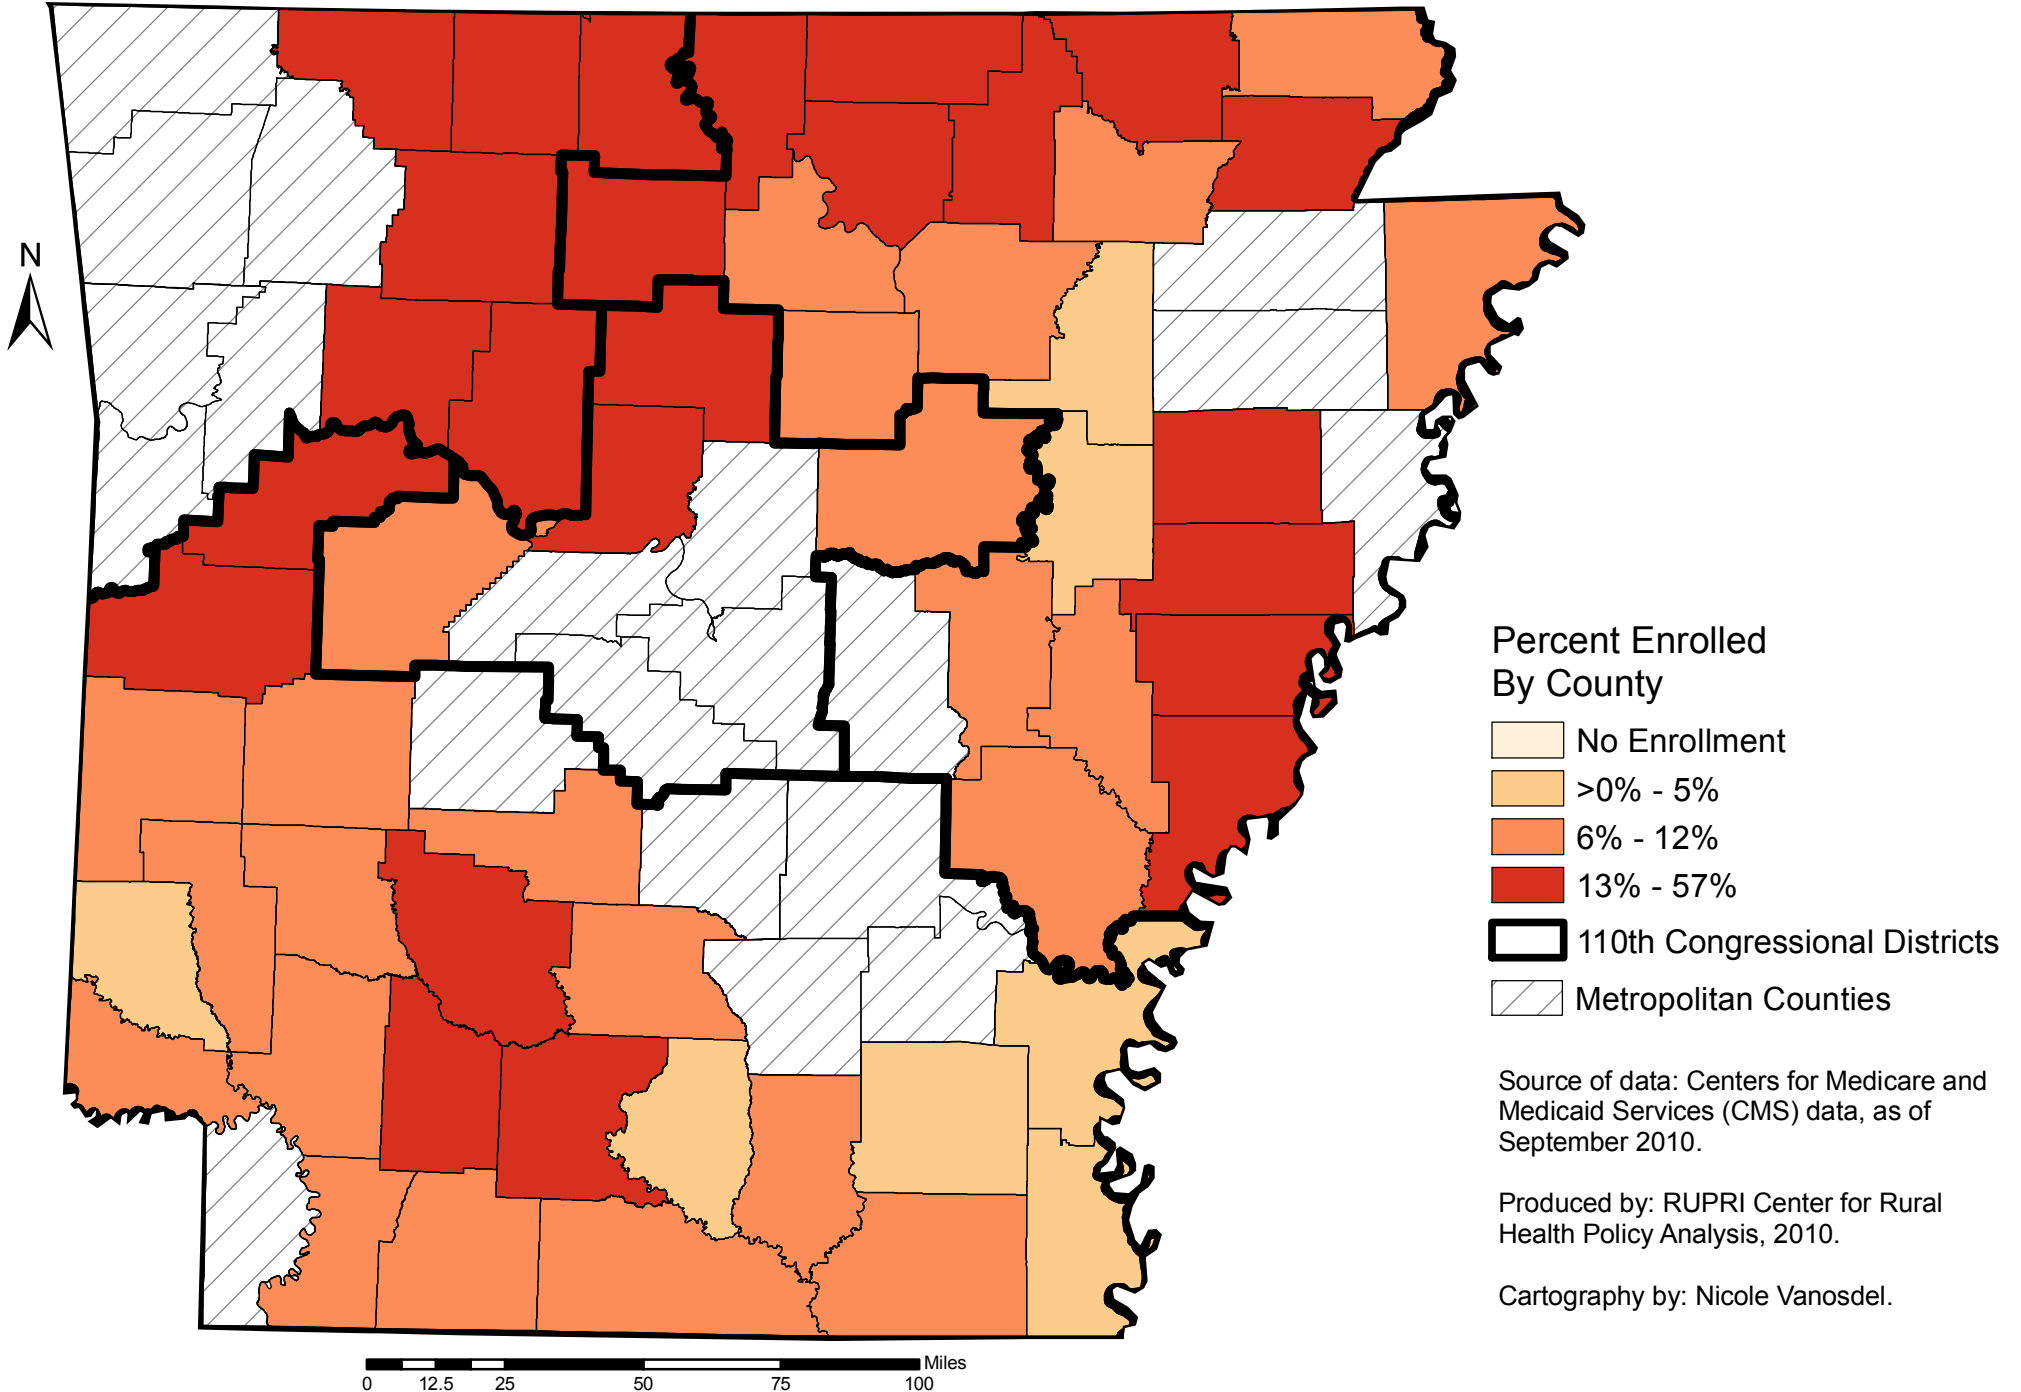 N
Percent Enrolled
By County
No Enrollment
>0% - 5%
6% - 12%
13% - 57%
110th Congressional Districts
Metropolitan Counties
Source of data: Centers for Medicare and
Medicaid Services (CMS) data, as of
September 2010.
Produced by: RUPRI Center for Rural
Health Policy Analysis, 2010.
Cartography by: Nicole Vanosdel.
Miles
0 12.5 25 50 75 100